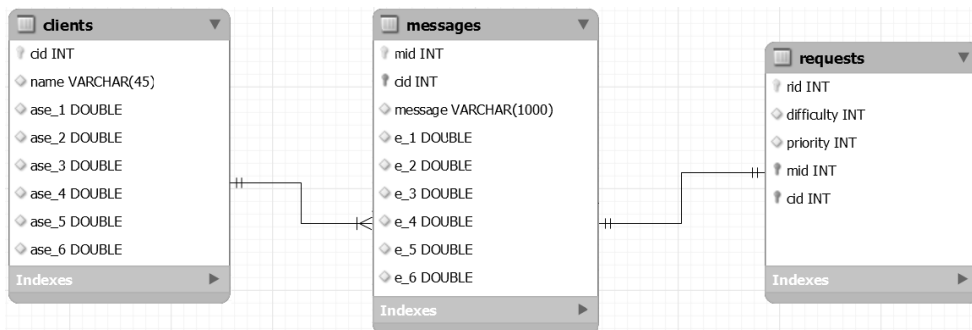 clients
cid INT
name VARCHAR(45)
ase_1 DOUBLE
ase_2 DOUBLE
ase_3 DOUBLE
ase_4 DOUBLE
ase_5 DOUBLE
ase_6 DOUBLE
Indexes
messages
mid INT
cid INT
message VARCHAR(1000)
e_1 DOUBLE
e_2 DOUBLE
e_3 DOUBLE
e_4 DOUBLE
e_5 DOUBLE
e_6 DOUBLE
Indexes
requests
rid INT
difficulty INT
priority INT
mid INT
cid INT
Indexes